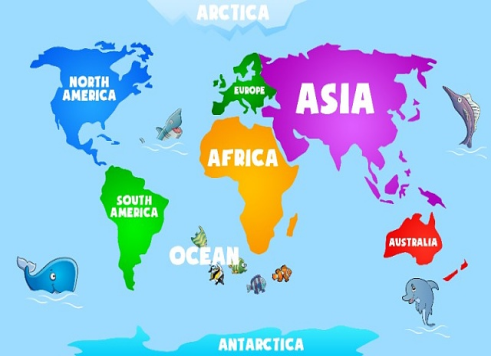 ARCTICA
NORTH
AMERICA
EUROPE
ASIA
AFRICA
SOUTH
AMERICA
AUSTRALIA
OCEAN
ANTARCTICA